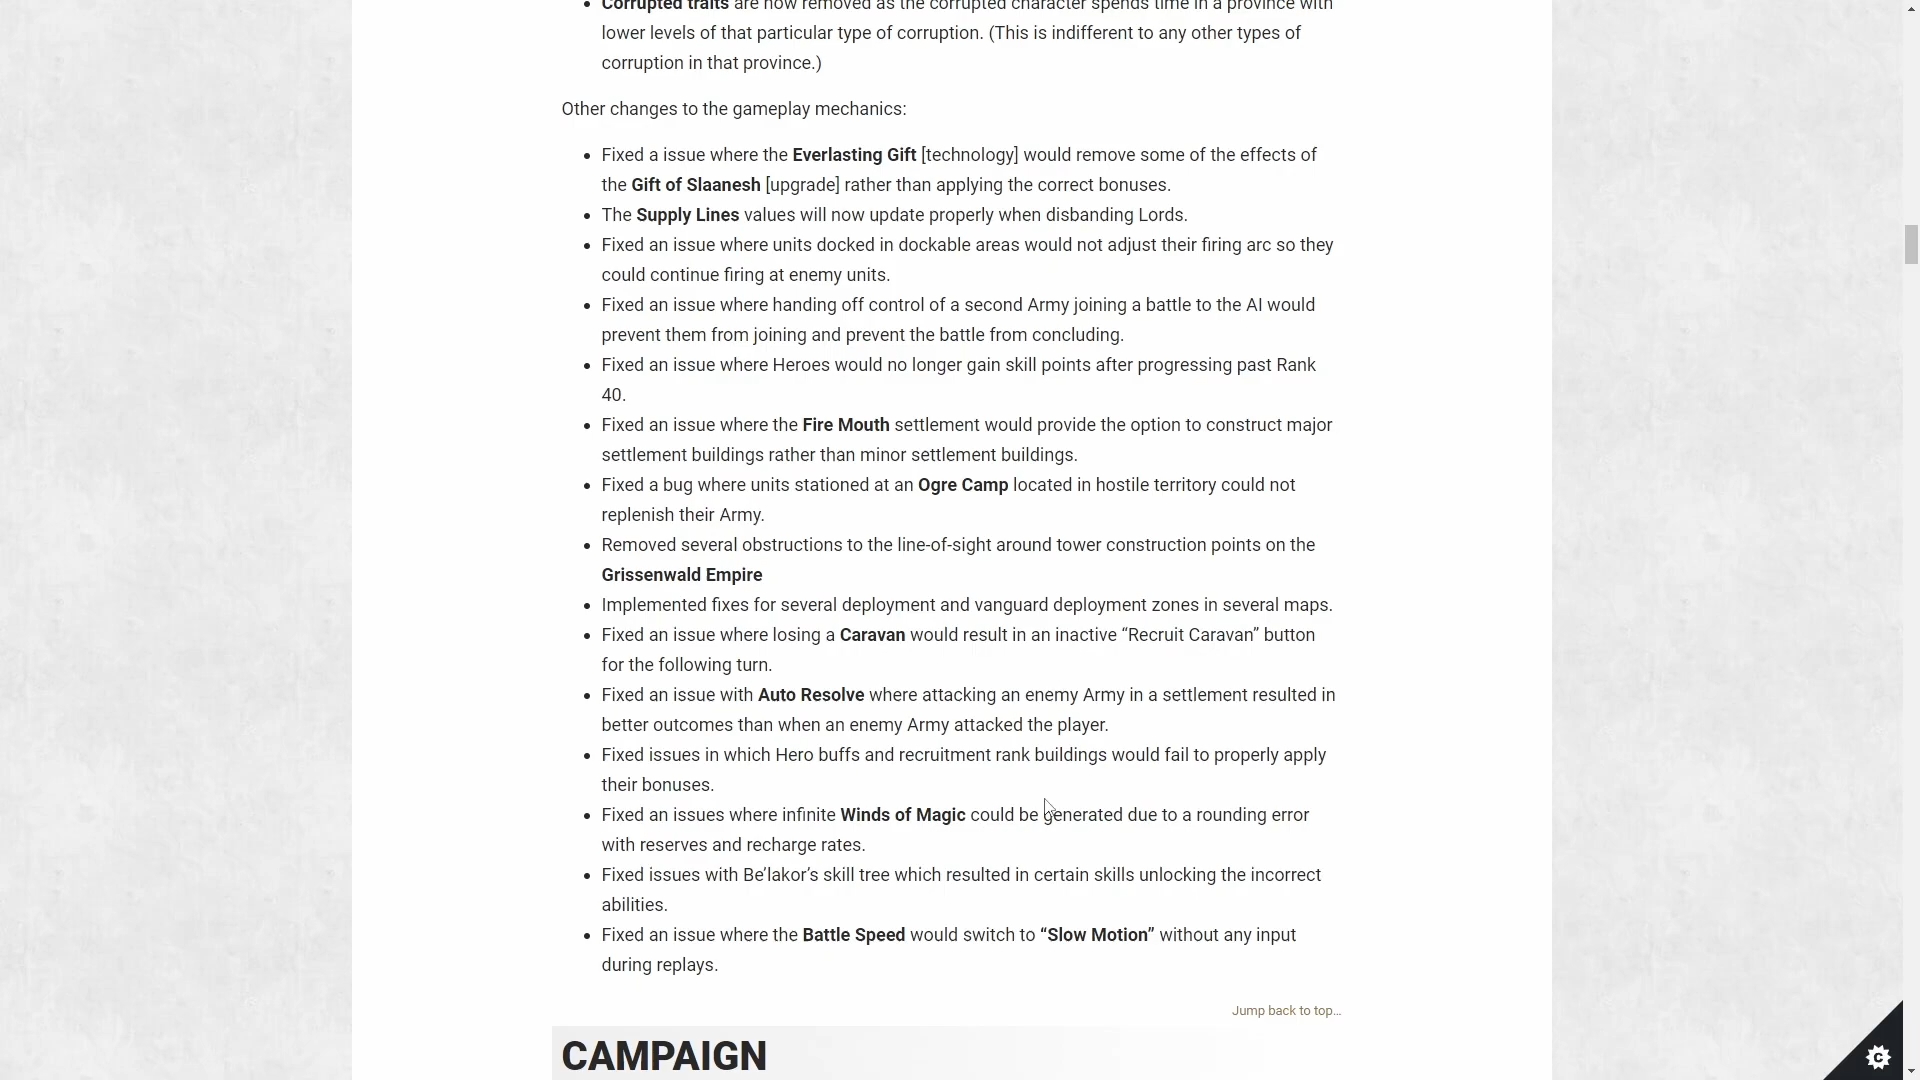 Corrupted traits are now removed as the corrupted character spends time in a province with
lower levels of that particular type of corruption. (This is indifferent to any other types of
corruption in that province.)
Other changes to the gameplay mechanics:
Fixed a issue where the Everlasting Gift [technology] would remove some of the effects of
the Gift of Slaanesh [upgrade] rather than applying the correct bonuses.
The Supply Lines values will now update properly when disbanding Lords.
Fixed an issue where units docked in dockable areas would not adjust their firing arc so they
could continue firing at enemy units.
Fixed an issue where handing off control of a second Army joining a battle to the AI would
prevent them from joining and prevent the battle from concluding.
Fixed an issue where Heroes would no longer gain skill points after progressing past Rank
40.
Fixed an issue where the Fire Mouth settlement would provide the option to construct major
settlement buildings rather than minor settlement buildings.
Fixed a bug where units stationed at an Ogre Camp located in hostile territory could not
replenish their Army.
Removed several obstructions to the line-of-sight around tower construction points on the
Grissenwald Empire
Implemented fixes for several deployment and vanguard deployment zones in several maps.
Fixed an issue where losing a Caravan would result in an inactive “Recruit Caravan” button
for the following turn.
Fixed an issue with Auto Resolve where attacking an enemy Army in a settlement resulted in
better outcomes than when an enemy Army attacked the player.
Fixed issues in which Hero buffs and recruitment rank buildings would fail to properly apply
their bonuses.
Fixed an issues where infinite Winds of Magic could be generated due to a rounding error
with reserves and recharge rates.
Fixed issues with Be’lakor’s skill tree which resulted in certain skills unlocking the incorrect
abilities.
Fixed an issue where the Battle Speed would switch to “Slow Motion” without any input
during replays.
Jump back to top…
CAMPAIGN